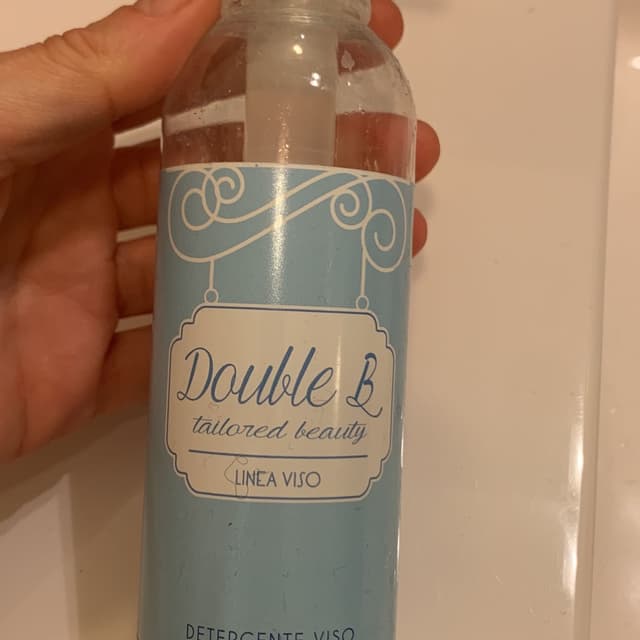 Double B
tailored beauty
LINEA VISO
DETERGENTE VISO